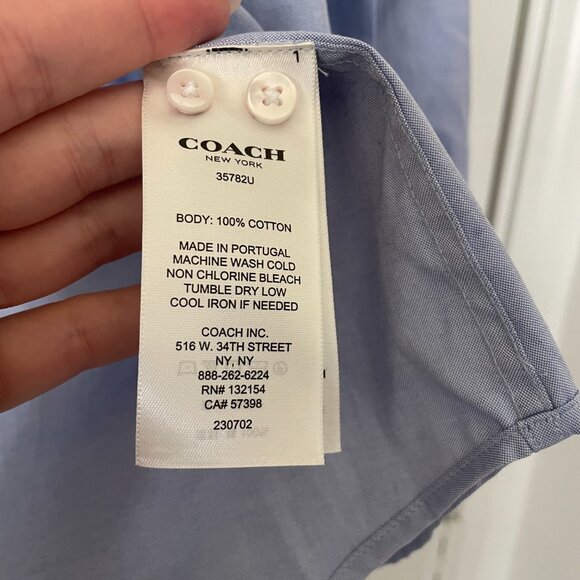 1
COACH
NEW YORK
35782U
BODY: 100% COTTON
MADE IN PORTUGAL
MACHINE WASH COLD
NON CHLORINE BLEACH
TUMBLE DRY LOW
COOL IRON IF NEEDED
COACH INC.
516 W. 34TH STREET
NY, NY
888-262-6224
RN# 132154
CA# 57398
230702